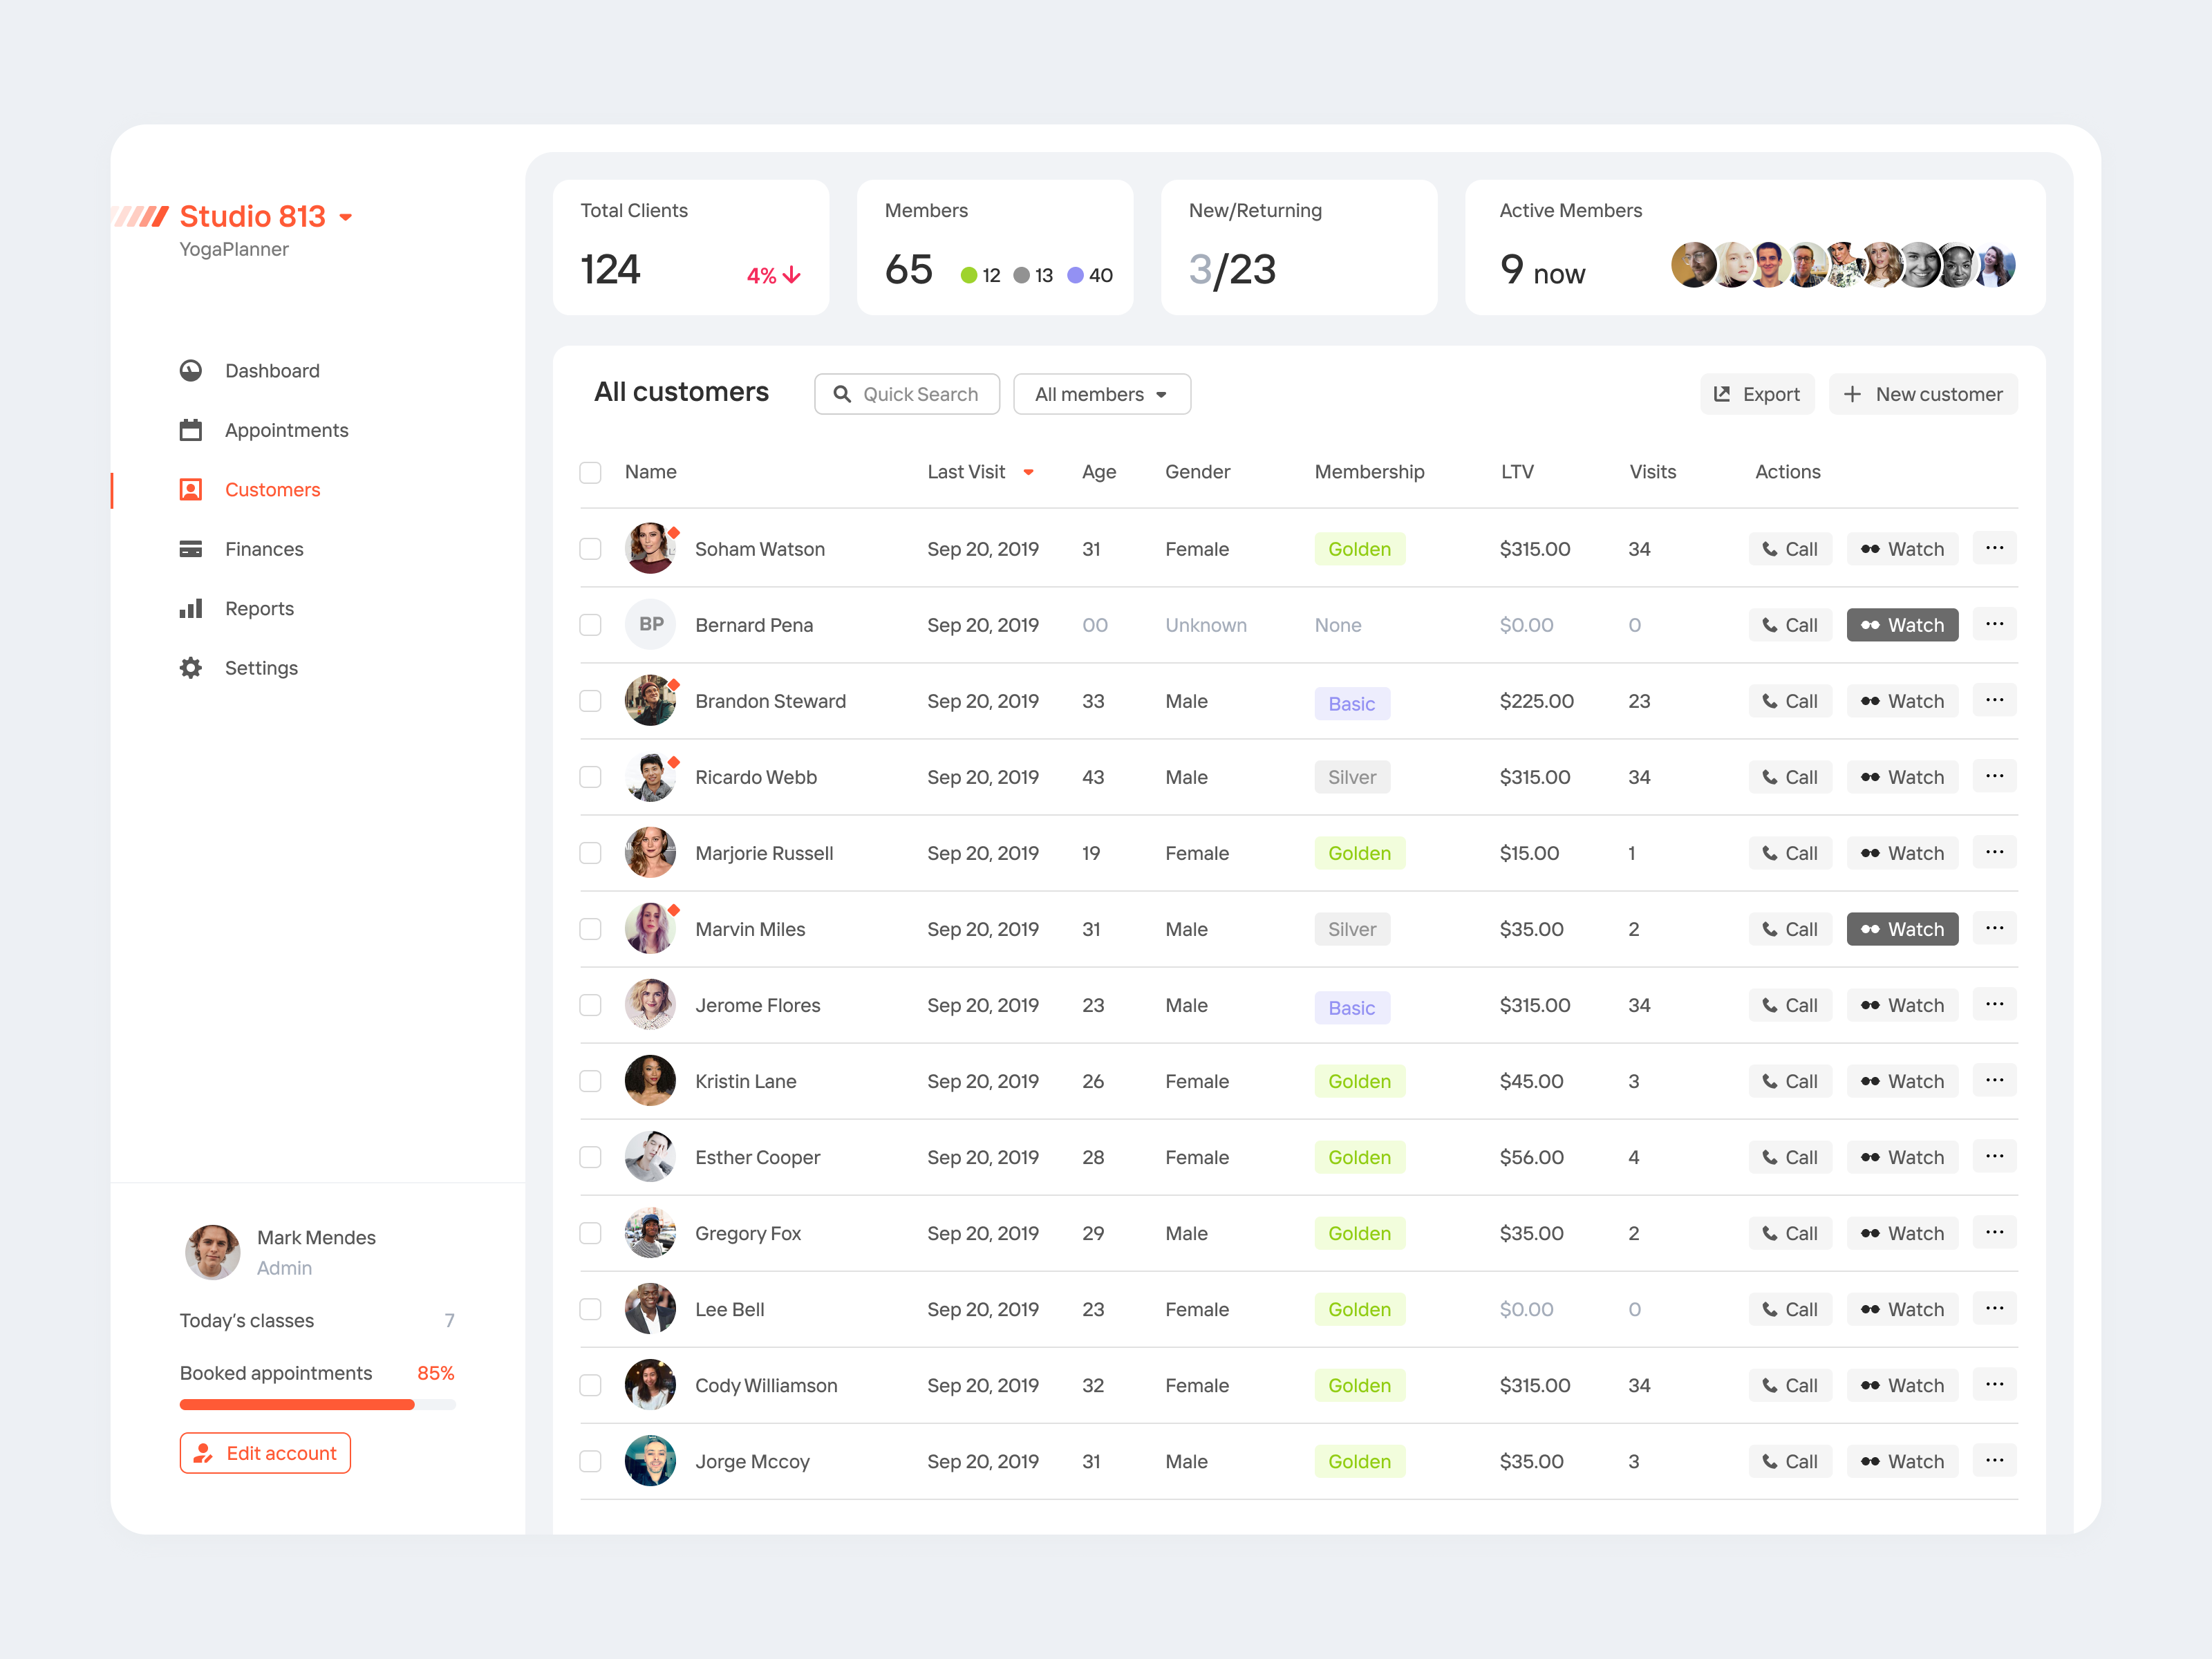 Studio 813
YogaPlanner
Dashboard
Appointments
Customers
Finances
Reports
Settings
Mark Mendes
Admin
Today's classes 7
Booked appointments 85%
Edit account
Total Clients
124 4%
Members
65 12 13 40
New/Returning
3/23
Active Members
9 now
All customers Quick Search All members Export New customer
Name Last Visit Age Gender Membership LTV Visits Actions
Soham Watson Sep 20, 2019 31 Female Golden $315.00 34 Call Watch ...
BP Bernard Pena Sep 20, 2019 00 Unknown None $0.00 0 Call Watch ...
Brandon Steward Sep 20, 2019 33 Male Basic $225.00 23 Call Watch ...
Ricardo Webb Sep 20, 2019 43 Male Silver $315.00 34 Call Watch ...
Marjorie Russell Sep 20, 2019 19 Female Golden $15.00 1 Call Watch ...
Marvin Miles Sep 20, 2019 31 Male Silver $35.00 2 Call Watch ...
Jerome Flores Sep 20, 2019 23 Male Basic $315.00 34 Call Watch ...
Kristin Lane Sep 20, 2019 26 Female Golden $45.00 3 Call Watch ...
Esther Cooper Sep 20, 2019 28 Female Golden $56.00 4 Call Watch ...
Gregory Fox Sep 20, 2019 29 Male Golden $35.00 2 Call Watch ...
Lee Bell Sep 20, 2019 23 Female Golden $0.00 0 Call Watch ...
Cody Williamson Sep 20, 2019 32 Female Golden $315.00 34 Call Watch ...
Jorge Mccoy Sep 20, 2019 31 Male Golden $35.00 3 Call Watch ...